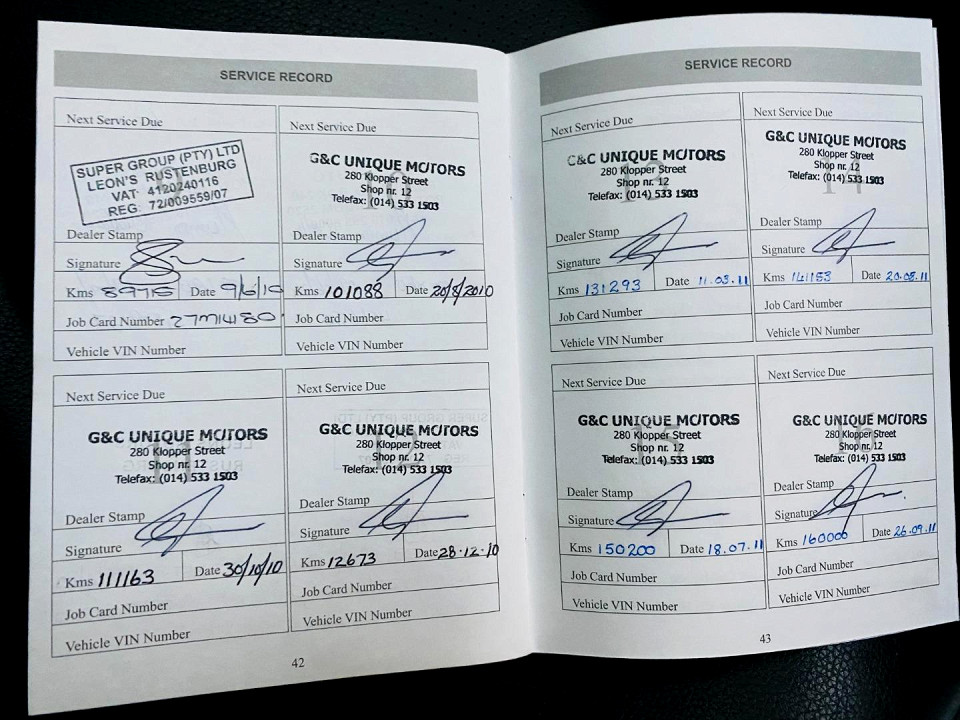 SERVICE RECORD
Next Service Due
SUPER GROUP (PTY) LTD
LEON'S RUSTENBURG
VAT 4120240116
REG. 72/009559/07
Dealer Stamp
Signature
Kms 89715 Date 9/6/10
Job Card Number
Vehicle VIN Number
Next Service Due
G&C UNIQUE MOTORS
280 Klopper Street
Shop nr. 12
Telefax: (014) 533 1503
Dealer Stamp
Signature
Kms 101088 Date 20/8/2010
Job Card Number
Vehicle VIN Number
Next Service Due
G&C UNIQUE MOTORS
280 Klopper Street
Shop nr. 12
Telefax: (014) 533 1503
Dealer Stamp
Signature
Kms 111163 Date 30/10/10
Job Card Number
Vehicle VIN Number
Next Service Due
G&C UNIQUE MOTORS
280 Klopper Street
Shop nr. 12
Telefax: (014) 533 1503
Dealer Stamp
Signature
Kms 12673 Date 28.12.10
Job Card Number
Vehicle VIN Number
42
SERVICE RECORD
Next Service Due
G&C UNIQUE MOTORS
280 Klopper Street
Shop nr. 12
Telefax: (014) 533 1503
Dealer Stamp
Signature
Kms 131293 Date 11.03.11
Job Card Number
Vehicle VIN Number
Next Service Due
G&C UNIQUE MOTORS
280 Klopper Street
Shop nr. 12
Telefax: (014) 533 1503
14
Dealer Stamp
Signature
Kms 141153 Date 20.05.11
Job Card Number
Vehicle VIN Number
Next Service Due
G&C UNIQUE MOTORS
280 Klopper Street
Shop nr. 12
Telefax: (014) 533 1503
Dealer Stamp
Signature
Kms 150200 Date 18.07.11
Job Card Number
Vehicle VIN Number
Next Service Due
G&C UNIQUE MOTORS
280 Klopper Street
Shop nr. 12
Telefax: (014) 533 1503
Dealer Stamp
Signature
Kms 160000 Date 26.09.11
Job Card Number
Vehicle VIN Number
43